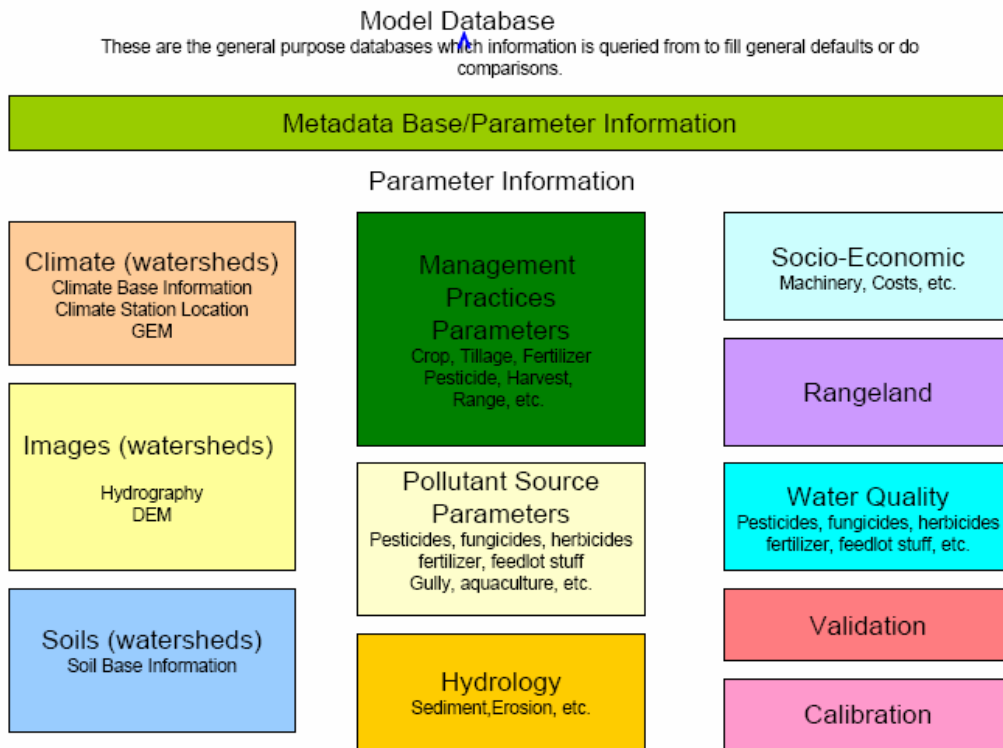 Model Database
These are the general purpose databases which information is queried from to fill general defaults or do
comparisons.
Metadata Base/Parameter Information
Parameter Information
Climate (watersheds)
Climate Base Information
Climate Station Location
GEM
Images (watersheds)
Hydrography
DEM
Soils (watersheds)
Soil Base Information
Management
Practices
Parameters
Crop, Tillage, Fertilizer
Pesticide, Harvest,
Range, etc.
Pollutant Source
Parameters
Pesticides, fungicides, herbicides
fertilizer, feedlot stuff
Gully, aquaculture, etc.
Hydrology
Sediment,Erosion, etc.
Socio-Economic
Machinery, Costs, etc.
Rangeland
Water Quality
Pesticides, fungicides, herbicides
fertilizer, feedlot stuff, etc.
Validation
Calibration